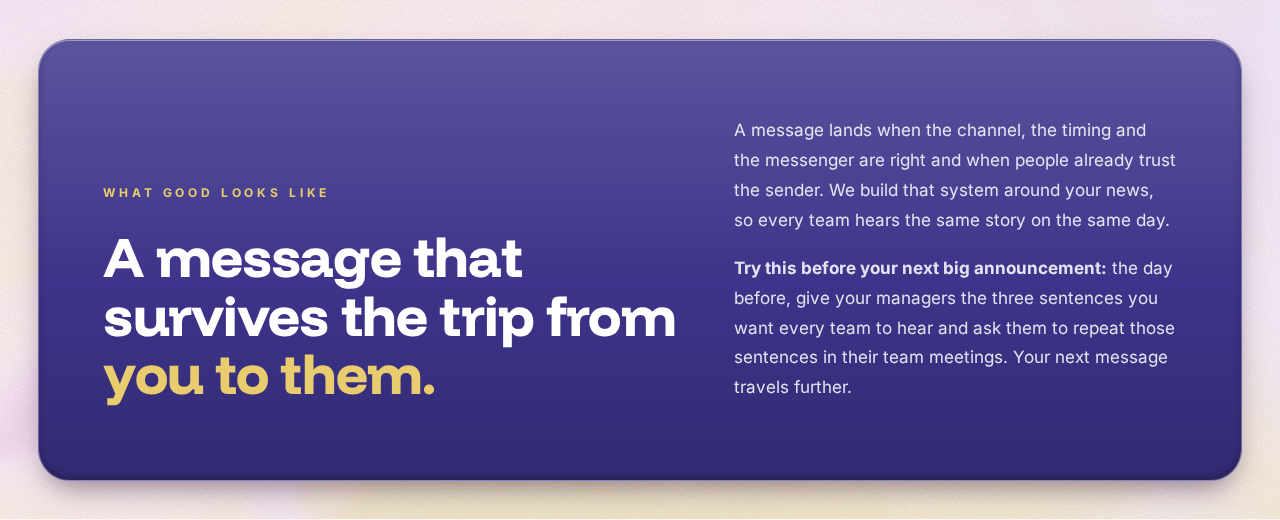 WHAT GOOD LOOKS LIKE
A message that
survives the trip from
you to them.
A message lands when the channel, the timing and
the messenger are right and when people already trust
the sender. We build that system around your news,
so every team hears the same story on the same day.
Try this before your next big announcement: the day
before, give your managers the three sentences you
want every team to hear and ask them to repeat those
sentences in their team meetings. Your next message
travels further.